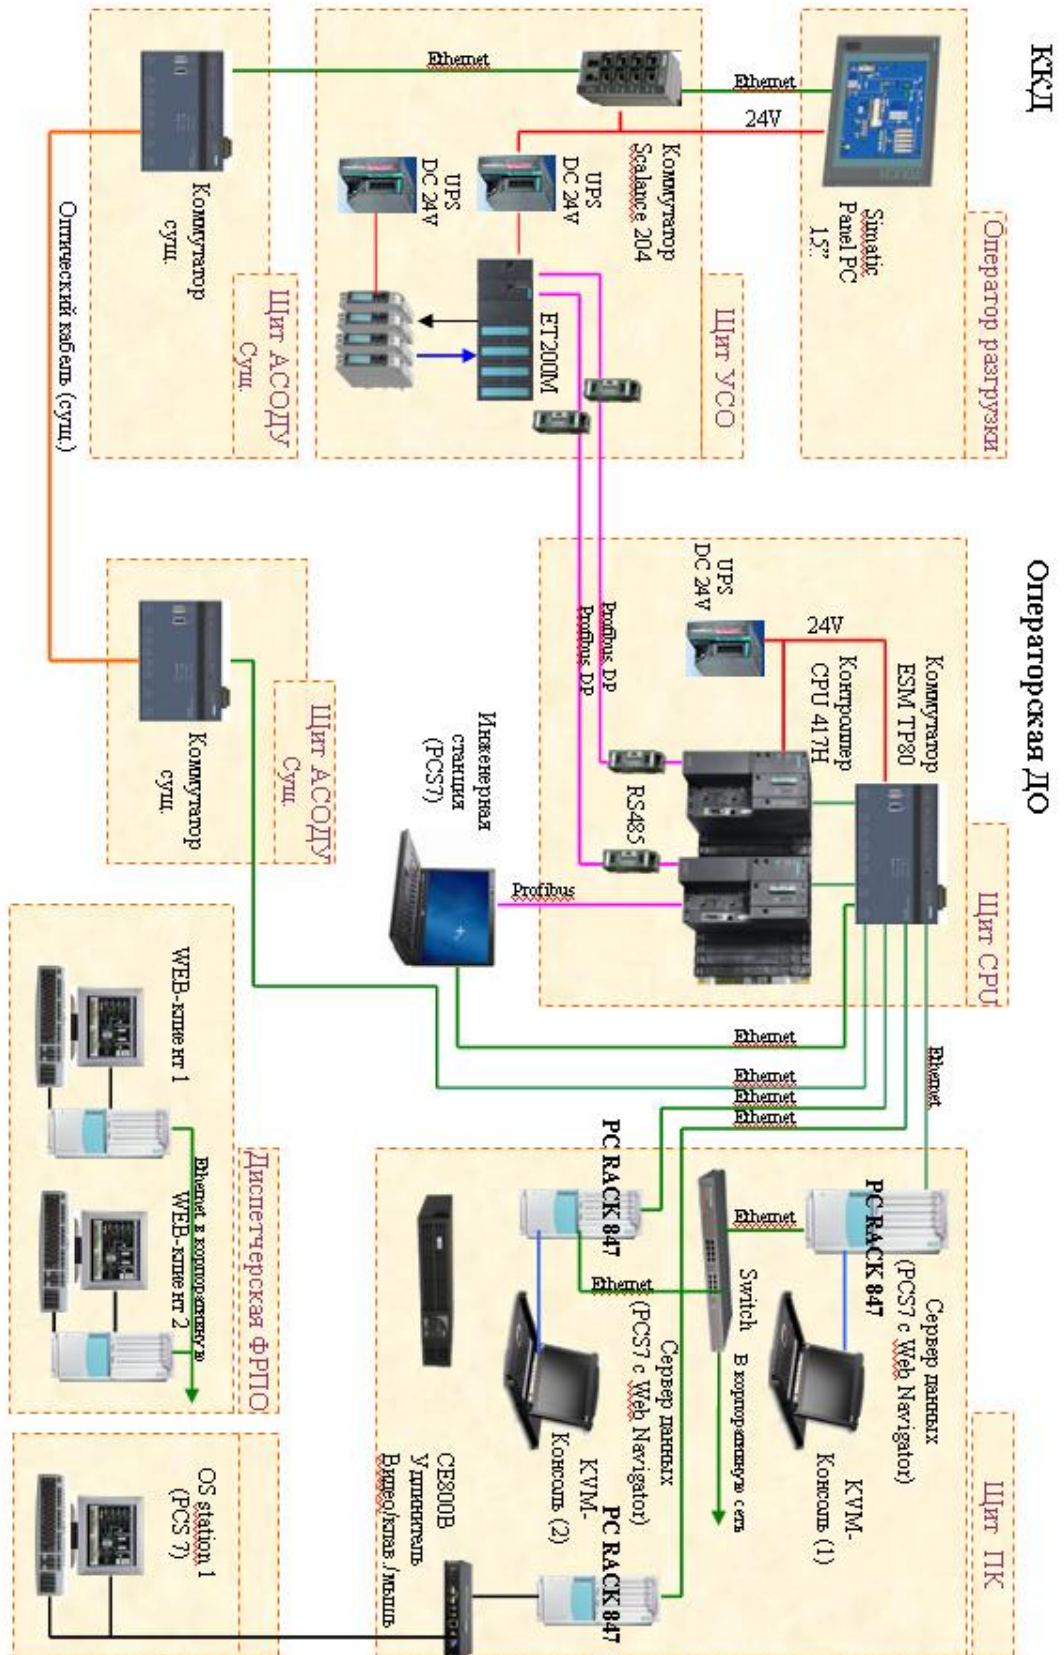 ККД
Операторская ДО
Оператор разгрузки
Simatic
Panel PC
15”
24V
Ethernet
Ethernet
Щит УСО
Коммутатор
Scalance 204
UPS
DC 24V
UPS
DC 24V
ET200M
Щит АСОДУ
Сущ.
Коммутатор
сущ.
Оптический кабель (сущ.)
Щит CPU
Коммутатор
ESM TP80
Контроллер
CPU 417H
24V
UPS
DC 24V
RS485
Profibus DP
Profibus DP
Profibus
Инженерная
станция
(PCS7)
Щит АСОДУ
Сущ.
Коммутатор
сущ.
Ethernet
Ethernet
Ethernet
Ethernet
Ethernet
Щит ПК
Сервер данных
(PCS7 с Web Navigator)
PC RACK 847
KVM-
Консоль (1)
Ethernet
Switch
В корпоративную сеть
Ethernet
PC RACK 847
Сервер данных
(PCS7 с Web Navigator)
KVM-
Консоль (2)
PC RACK 847
CE800B
Удлинитель
Видео/клав./мышь
Диспетчерская ФРПО
WEB-клиент 1
Ethernet в корпоративную
WEB-клиент 2
OS station 1
(PCS 7)